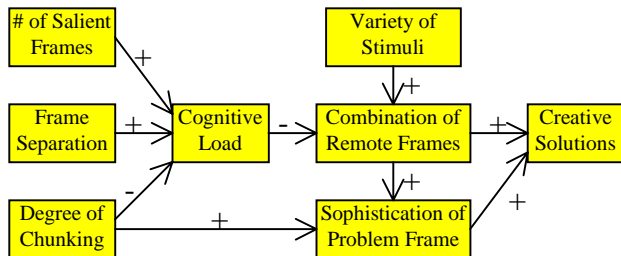 # of Salient
Frames
Variety of
Stimuli
+
+
Frame
Separation
+
Cognitive
Load
-
Combination of
Remote Frames
+
Creative
Solutions
-
+
+
Degree of
Chunking
+
Sophistication of
Problem Frame